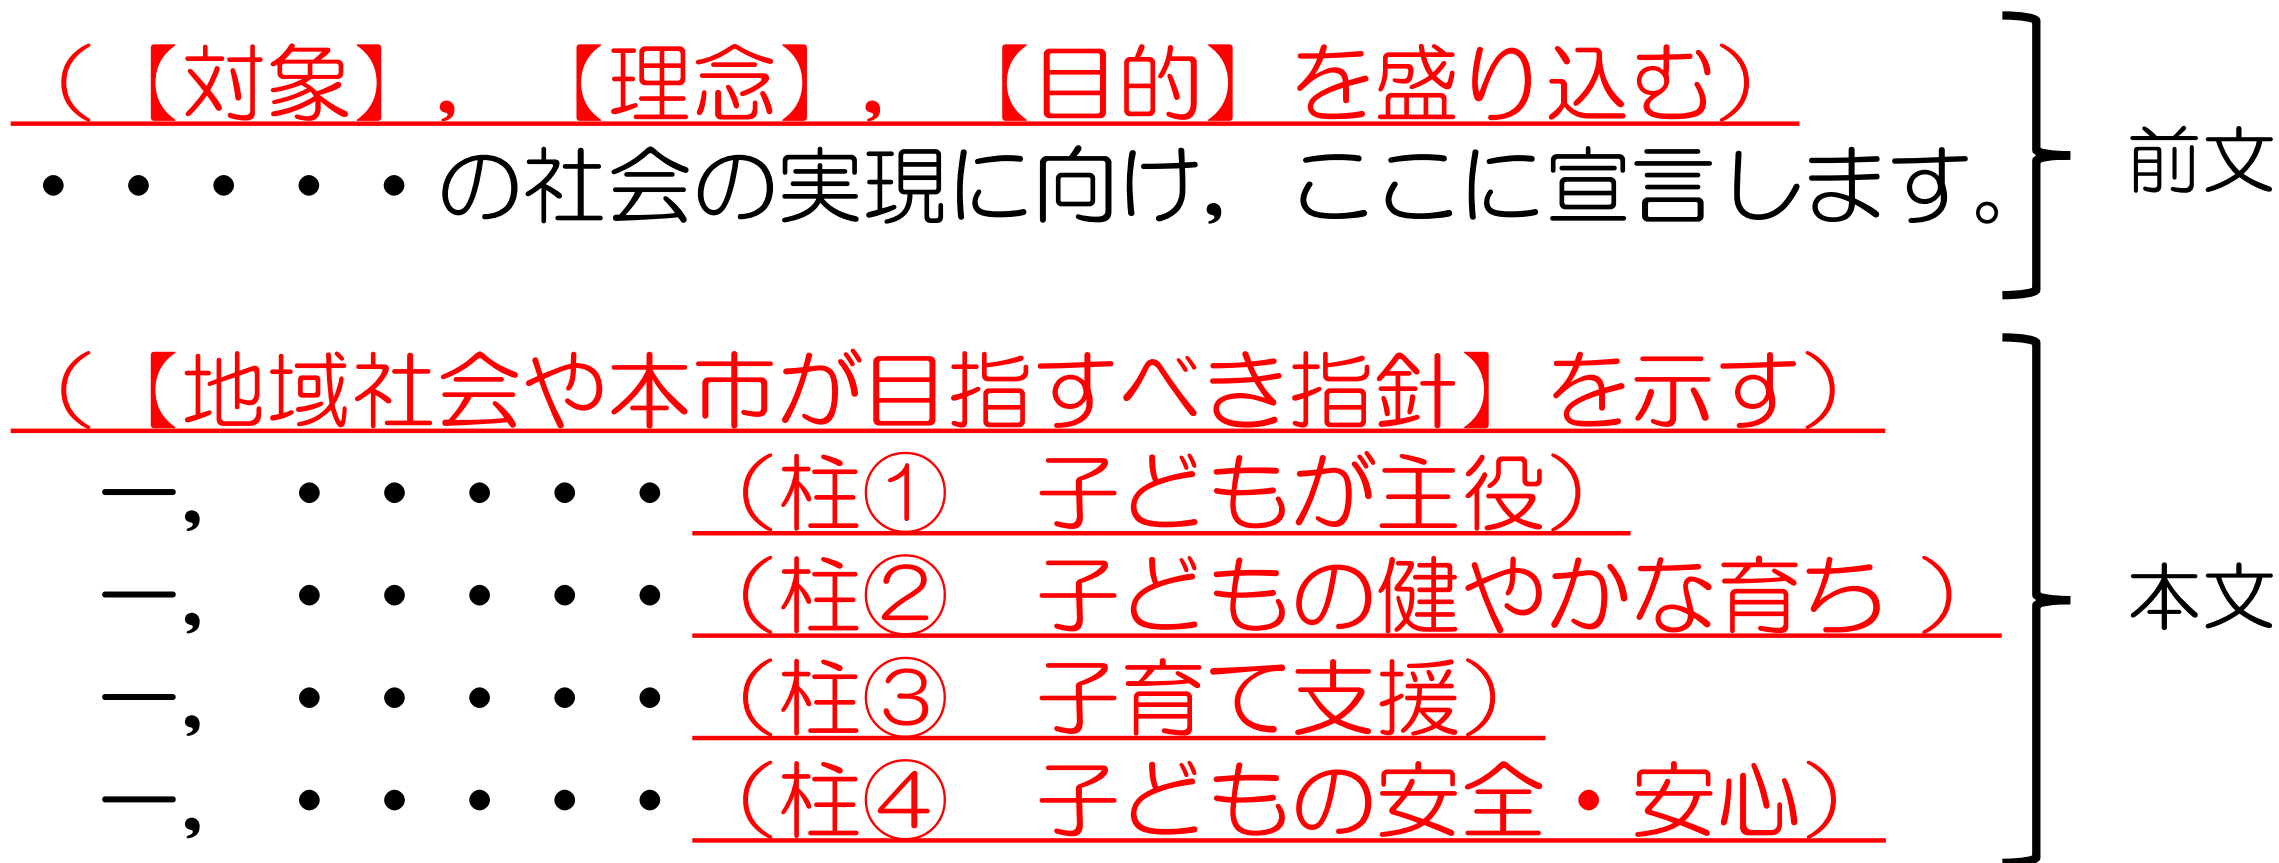 （【対象】，　【理念】，　【目的】を盛り込む）
・・・・・の社会の実現に向け，ここに宣言します。
前文
（【地域社会や本市が目指すべき指針】を示す）
一，　・・・・・（柱①　子どもが主役）
一，　・・・・・（柱②　子どもの健やかな育ち ）
一，　・・・・・（柱③　子育て支援）
一，　・・・・・（柱④　子どもの安全・安心）
本文